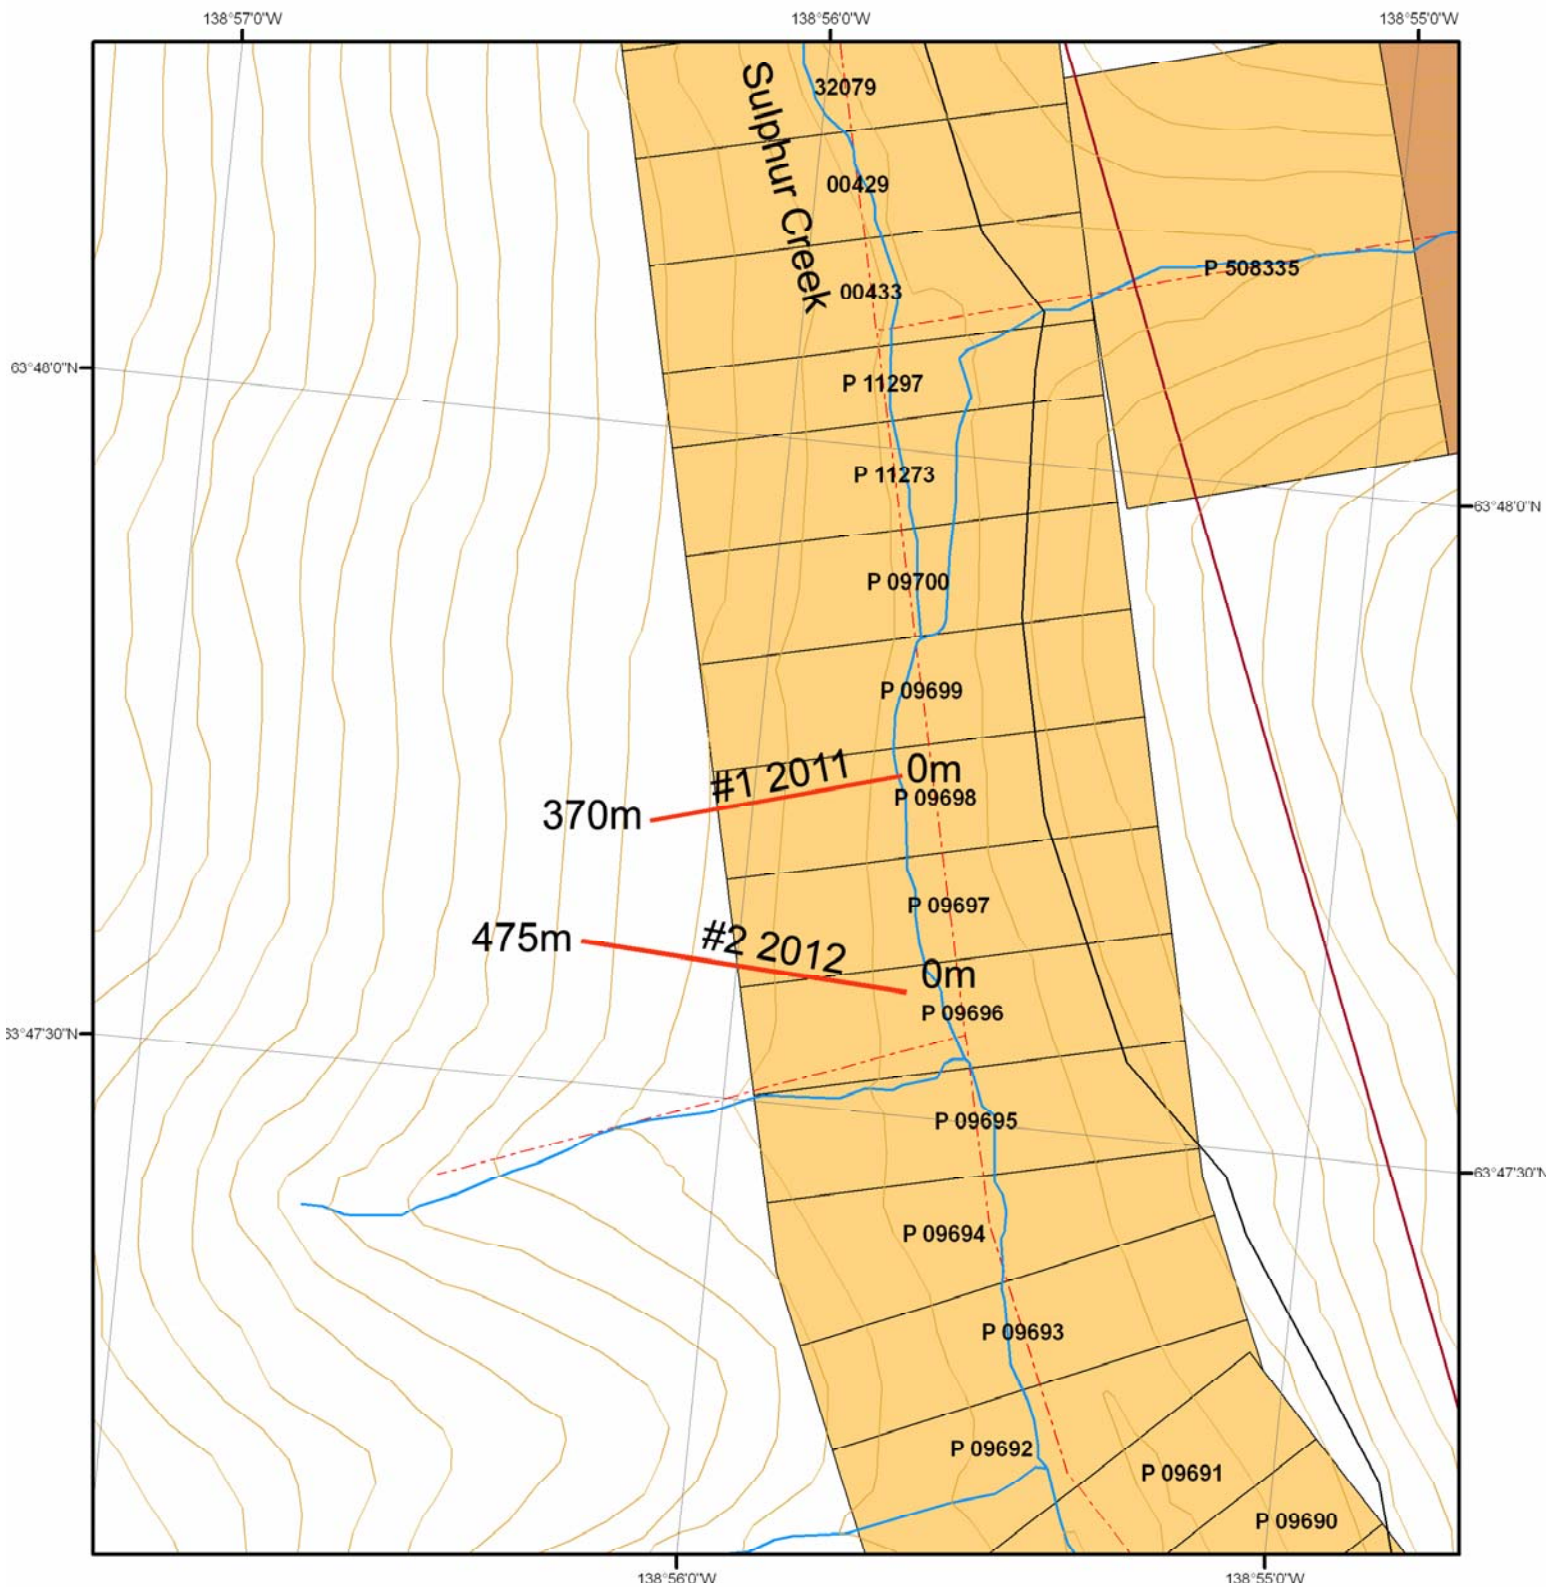 138°57'0"W
138°56'0"W
138°55'0"W
Sulphur Creek
32079
00429
P 508335
00433
63°48'0"N
P 11297
P 11273
63°48'0"N
P 09700
P 09699
#1 2011
0m
P 09698
370m
P 09697
#2 2012
475m
0m
P 09696
63°47'30"N
P 09695
63°47'30"N
P 09694
P 09693
P 09692
P 09691
P 09690
138°56'0"W
138°55'0"W